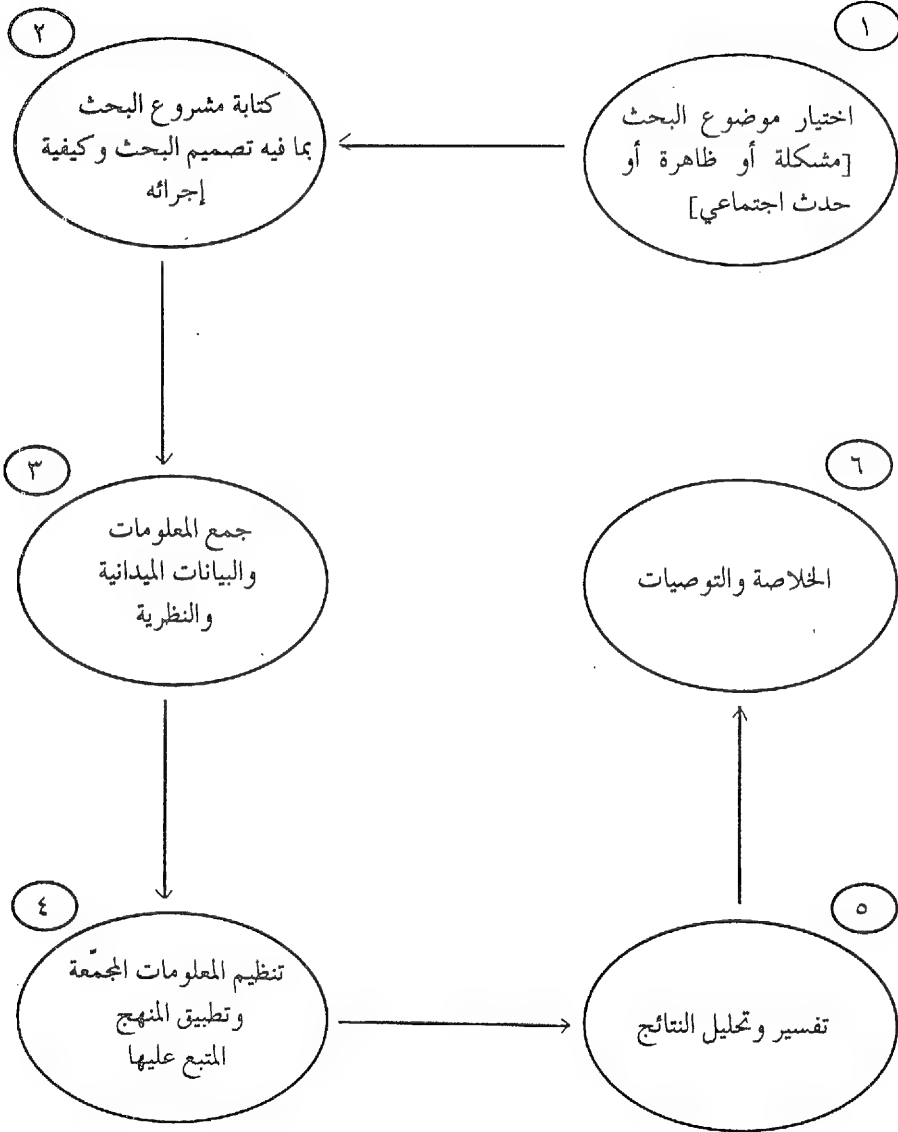 ١
اختيار موضوع البحث
[مشكلة أو ظاهرة أو
حدث اجتماعي]
٢
كتابة مشروع البحث
بما فيه تصميم البحث وكيفية
إجرائه
٣
جمع المعلومات
والبيانات الميدانية
والنظرية
٤
تنظيم المعلومات المجمّعة
وتطبيق المنهج
المتبع عليها
٥
تفسير وتحليل النتائج
٦
الخلاصة والتوصيات